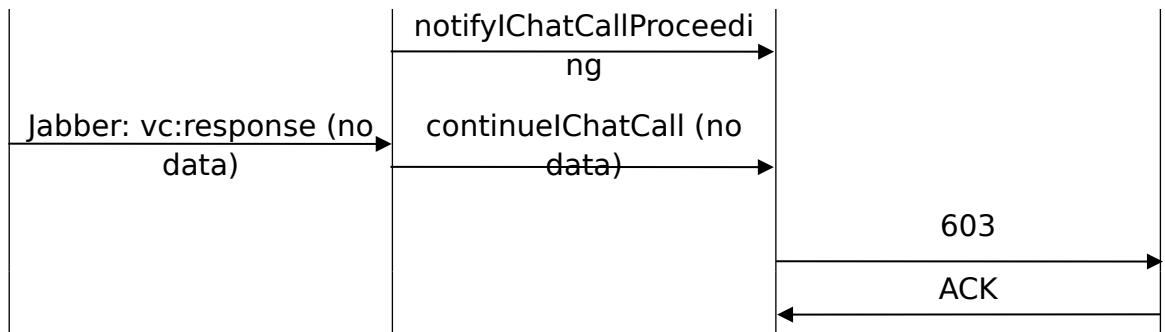 notifyIChatCallProceedi
ng
Jabber: vc:response (no
data)
continueIChatCall (no
data)
603
ACK